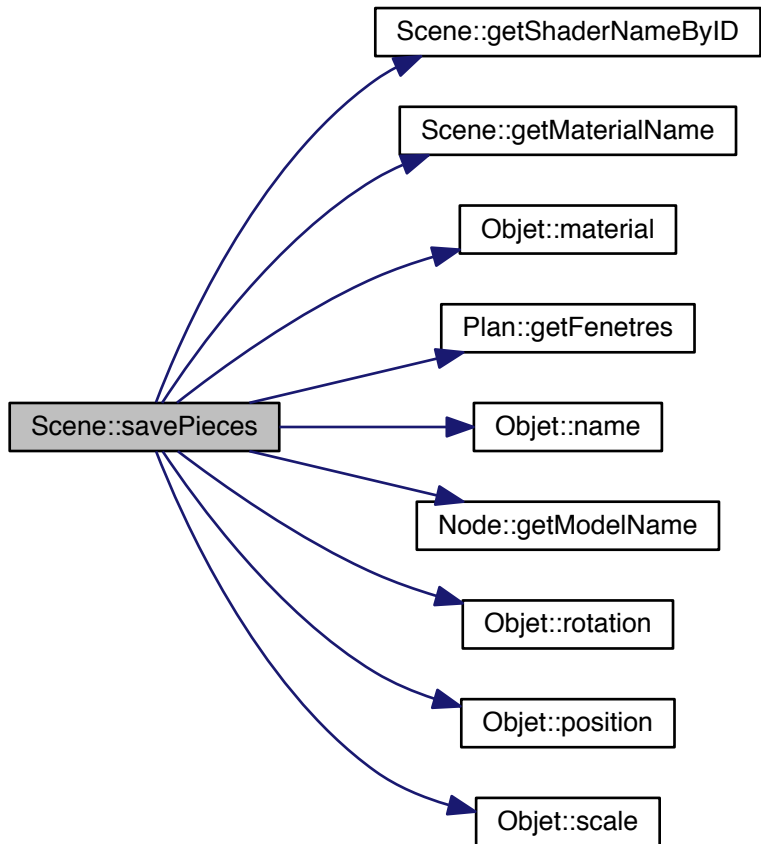 Scene::getShaderNameByID
Scene::getMaterialName
Objet::material
Plan::getFenetres
Scene::savePieces
Objet::name
Node::getModelName
Objet::rotation
Objet::position
Objet::scale